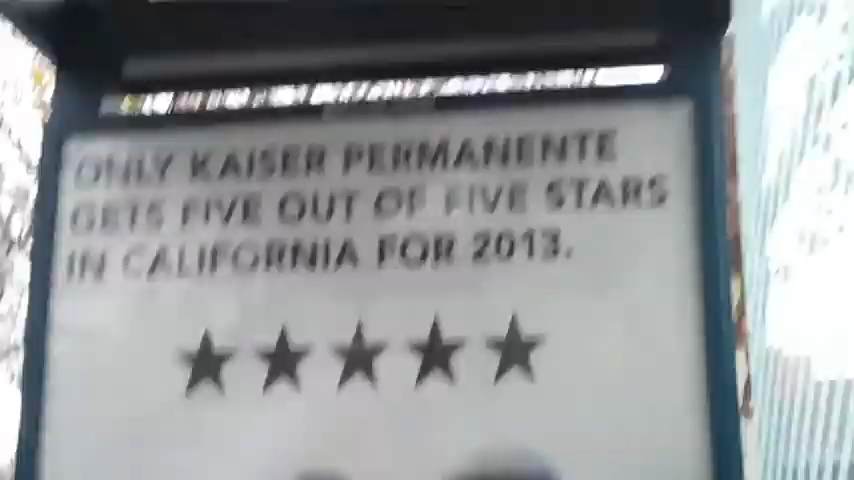 ONLY KAISER PERMANENTE
GETS FIVE OUT OF FIVE STARS
IN CALIFORNIA FOR 2013.